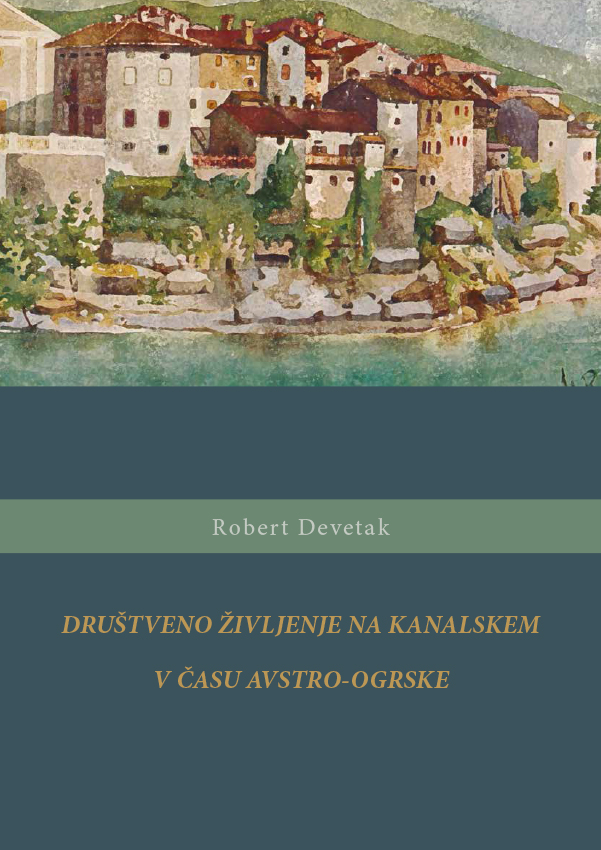 Robert Devetak
DRUŠTVENO ŽIVLJENJE NA KANALSKEM
V ČASU AVSTRO-OGRSKE